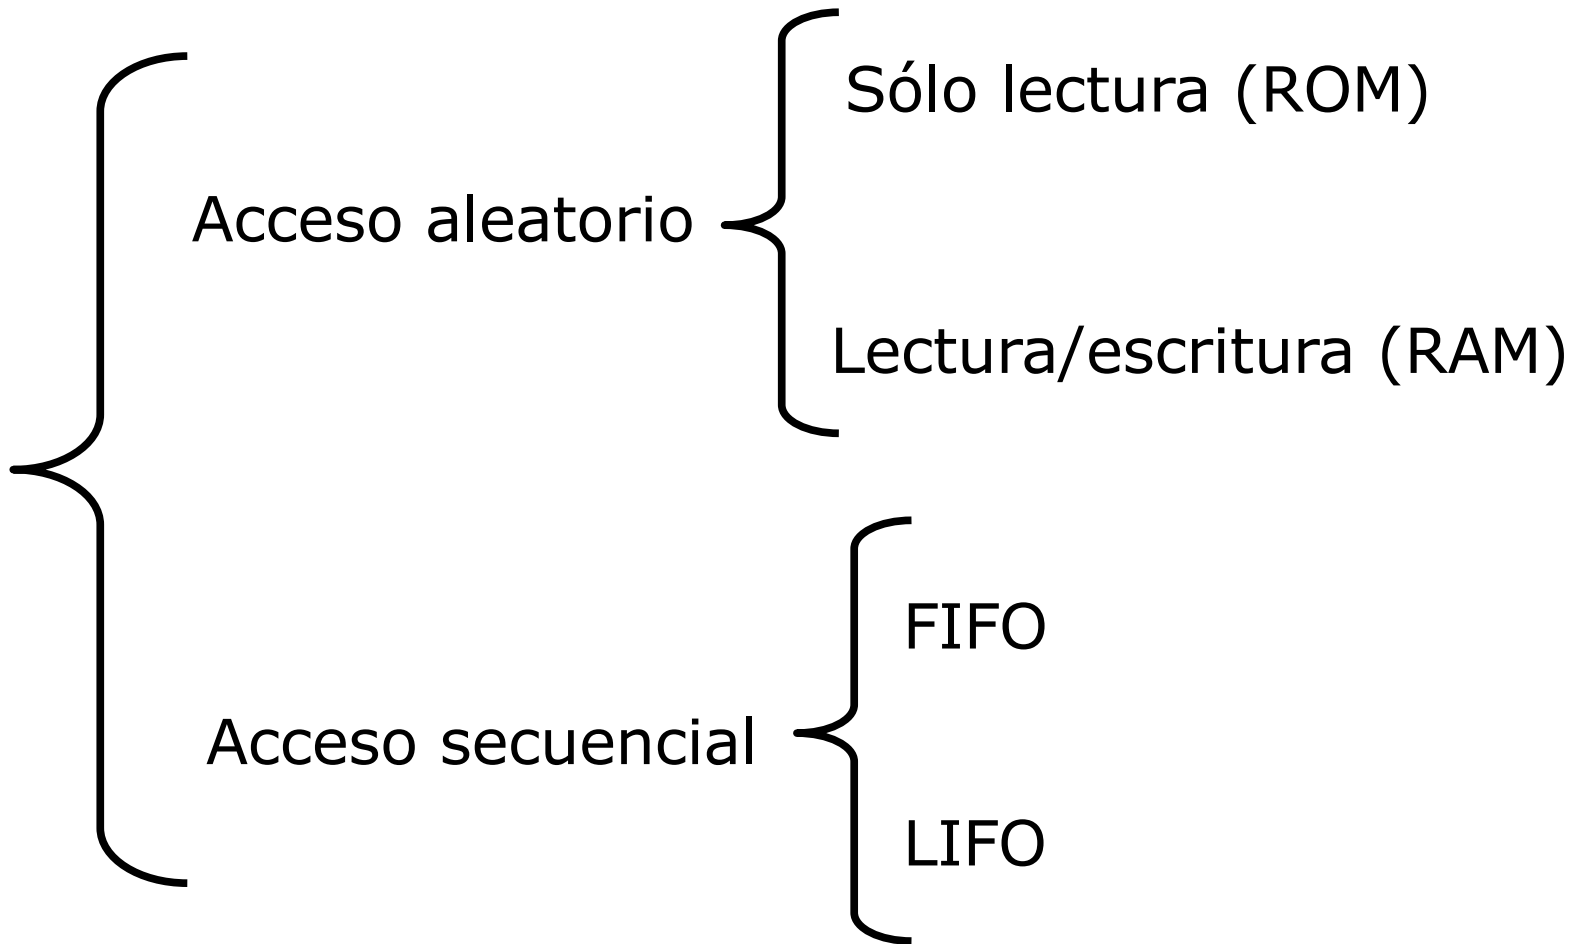 Sólo lectura (ROM)
Acceso aleatorio
Lectura/escritura (RAM)
FIFO
Acceso secuencial
LIFO